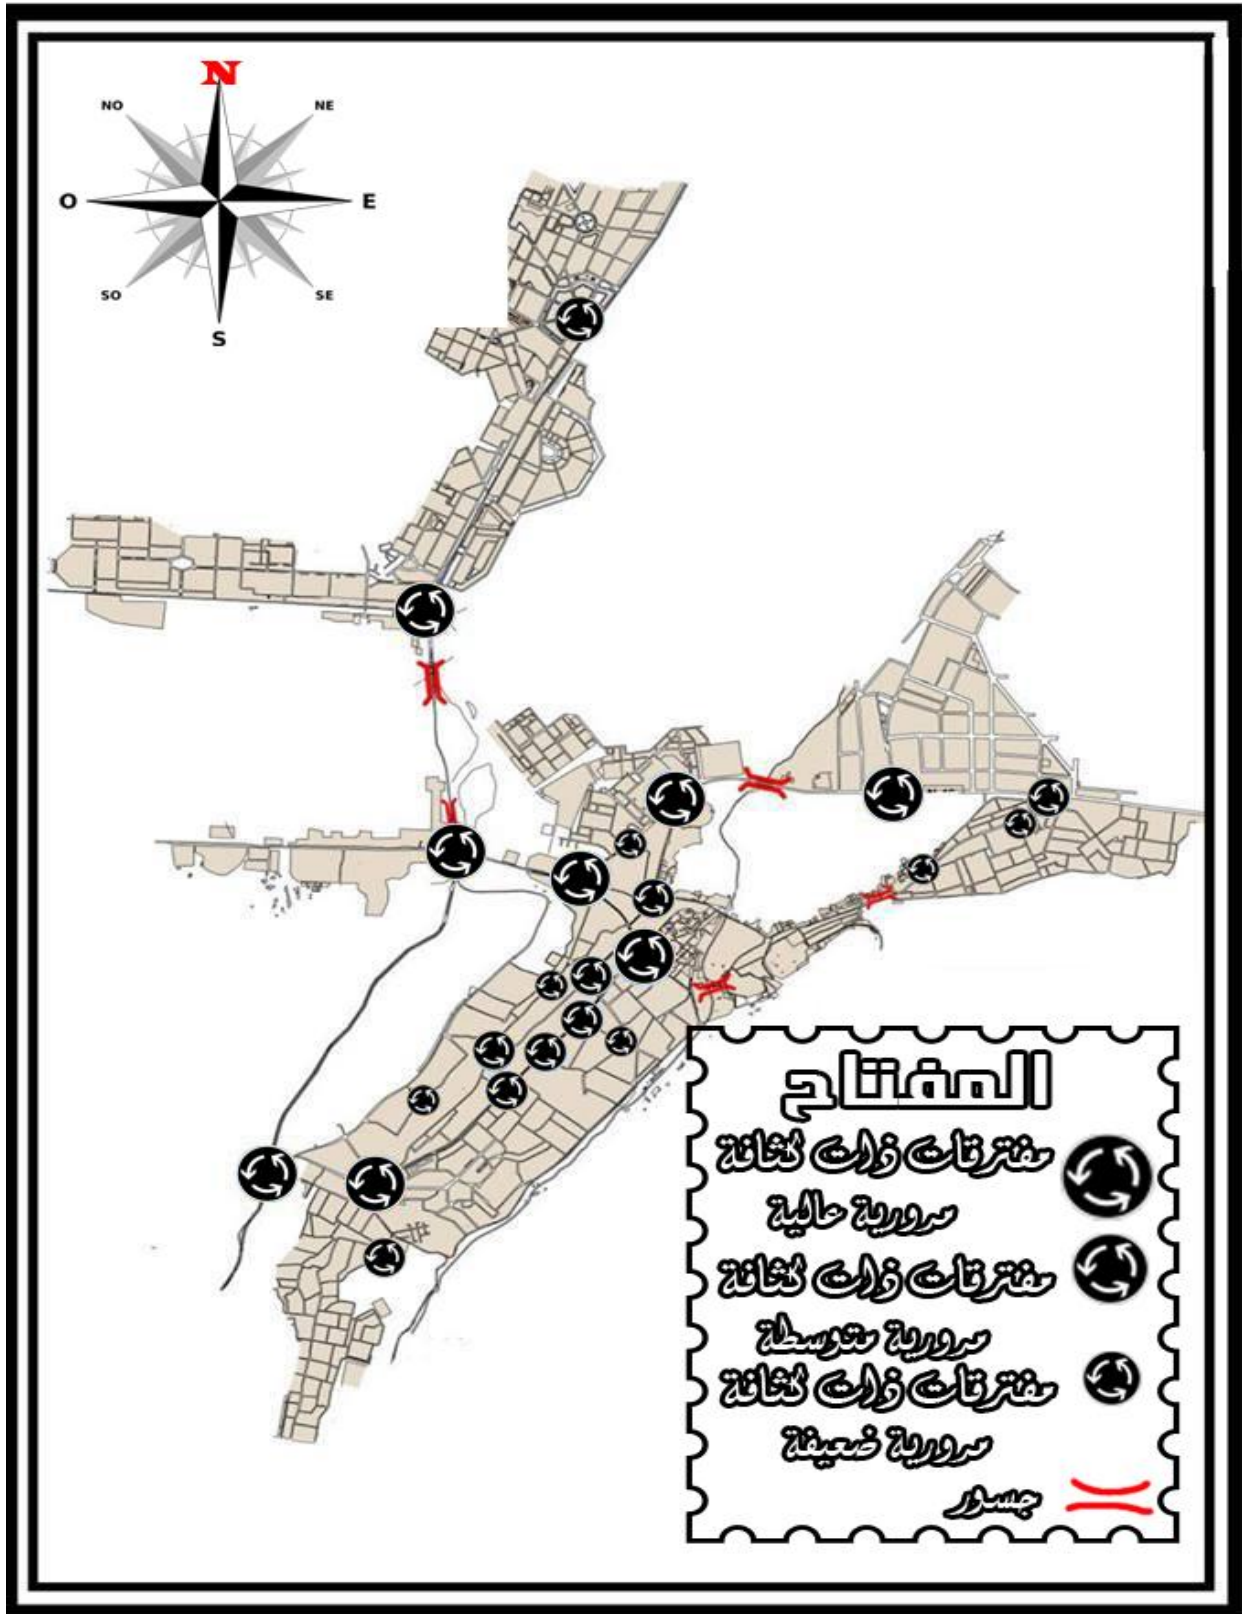 N
NO
NE
O
E
SO
SE
S
المفتاح
مفترقات ذات كثافة
مرورية عالية
مفترقات ذات كثافة
مرورية متوسطة
مفترقات ذات كثافة
مرورية ضعيفة
جسور